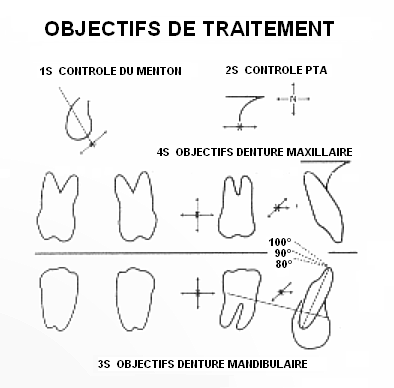 OBJECTIFS DE TRAITEMENT
1S CONTROLE DU MENTON
2S CONTROLE PTA
N
4S OBJECTIFS DENTURE MAXILLAIRE
100°
90°
80°
3S OBJECTIFS DENTURE MANDIBULAIRE